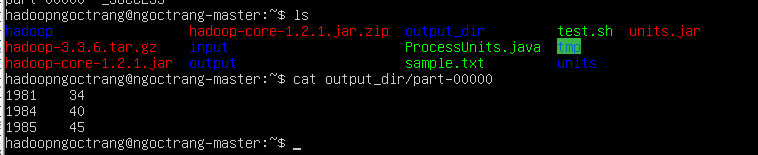 part-00000  _SUCCESS
hadoopngoctrang@ngoctrang-master:~$ ls
hadoop hadoop-core-1.2.1.jar.zip output_dir test.sh units.jar
hadoop-3.3.6.tar.gz input ProcessUnits.java tmp
hadoop-core-1.2.1.jar output sample.txt units
hadoopngoctrang@ngoctrang-master:~$ cat output_dir/part-00000
1981 34
1984 40
1985 45
hadoopngoctrang@ngoctrang-master:~$ _